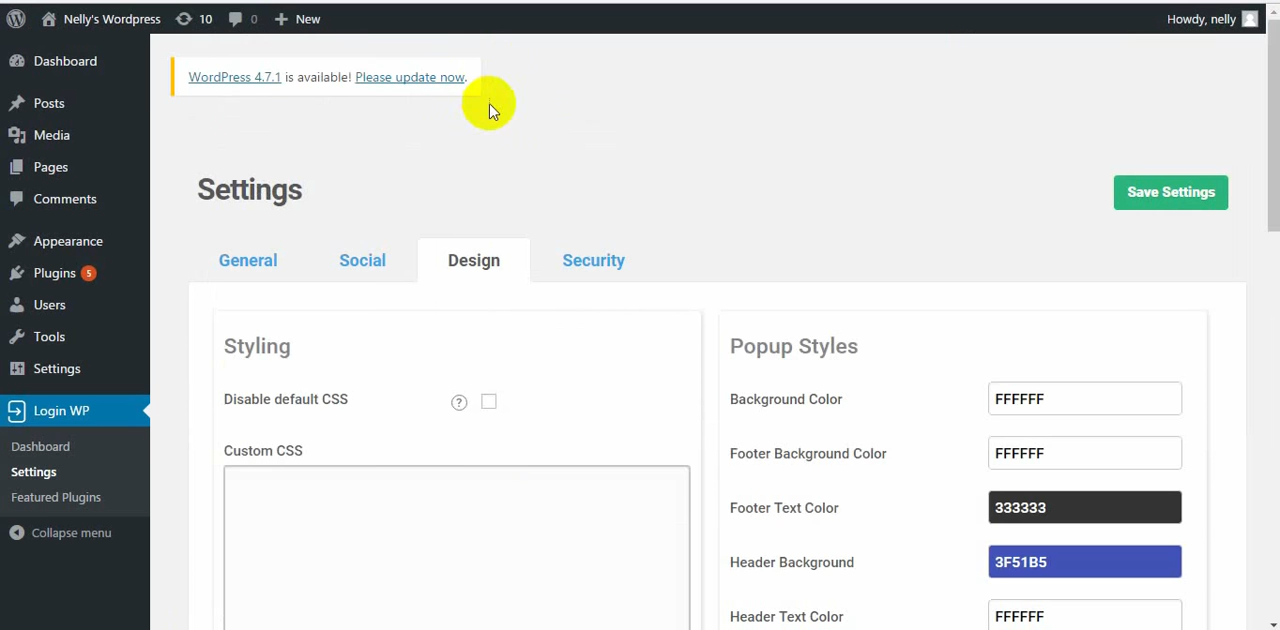 Nelly's Wordpress 10 0 New Howdy, nelly
Dashboard
Posts
Media
Pages
Comments
Appearance
Plugins 5
Users
Tools
Settings
Login WP
Dashboard
Settings
Featured Plugins
Collapse menu
WordPress 4.7.1 is available! Please update now.
Settings
Save Settings
General Social Design Security
Styling
Disable default CSS ?
Custom CSS
Popup Styles
Background Color FFFFFF
Footer Background Color FFFFFF
Footer Text Color 333333
Header Background 3F51B5
Header Text Color FFFFFF